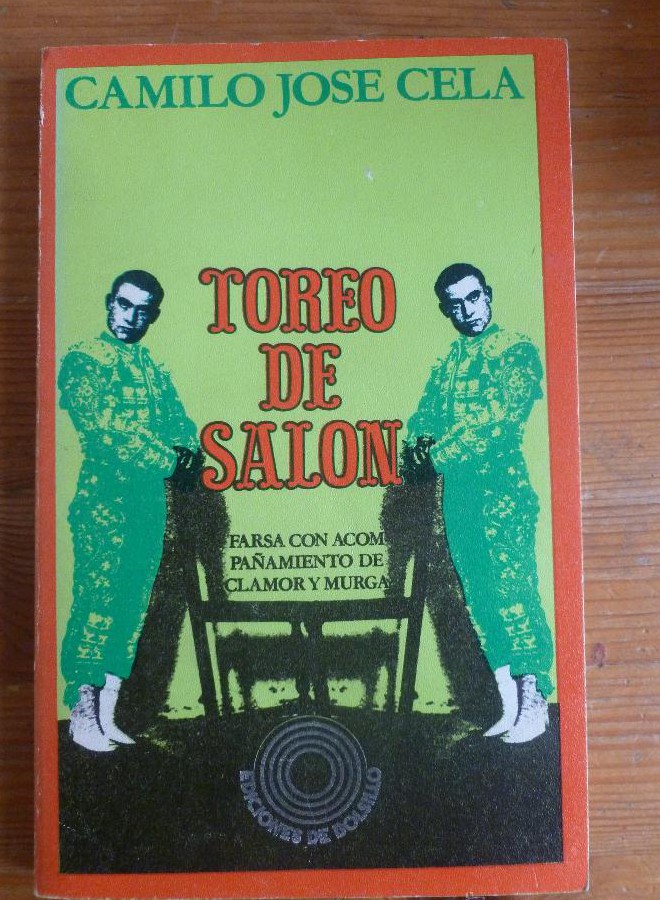 CAMILO JOSE CELA
TOREO
DE
SALON
FARSA CON ACOM
PAÑAMIENTO DE
CLAMOR Y MURGA
EDICIONES DE BOLSILLO